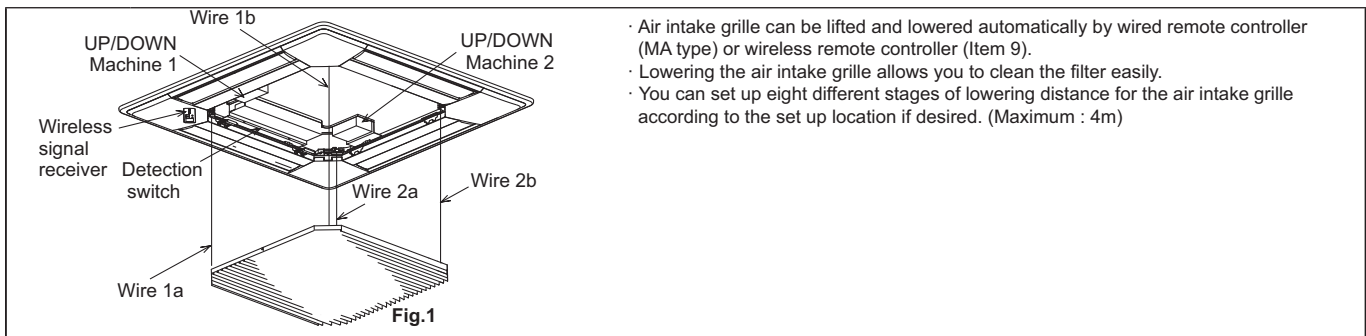 Wire 1b
UP/DOWN
Machine 1
UP/DOWN
Machine 2
Wireless
signal
receiver
Detection
switch
Wire 2a
Wire 2b
Wire 1a
Fig.1
· Air intake grille can be lifted and lowered automatically by wired remote controller
(MA type) or wireless remote controller (Item 9).
· Lowering the air intake grille allows you to clean the filter easily.
· You can set up eight different stages of lowering distance for the air intake grille
according to the set up location if desired. (Maximum : 4m)